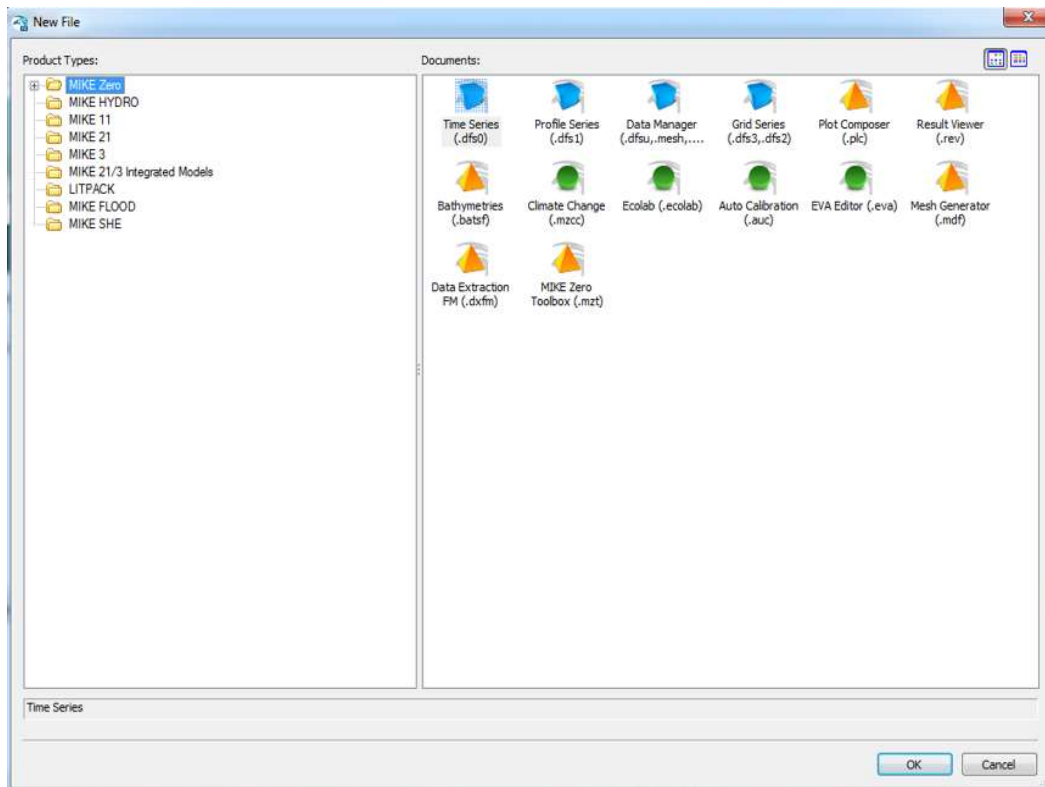 New File
Product Types:
MIKE Zero
MIKE HYDRO
MIKE 11
MIKE 21
MIKE 3
MIKE 21/3 Integrated Models
LITPACK
MIKE FLOOD
MIKE SHE
Documents:
Time Series
(.dfs0)
Profile Series
(.dfs1)
Data Manager
(.dfsu,.mesh,....
Grid Series
(.dfs3,.dfs2)
Plot Composer
(.plc)
Result Viewer
(.rev)
Bathymetries
(.batsf)
Climate Change
(.mzcc)
Ecolab (.ecolab)
Auto Calibration
(.auc)
EVA Editor (.eva)
Mesh Generator
(.mdf)
Data Extraction
FM (.dxfm)
MIKE Zero
Toolbox (.mzt)
Time Series
OK
Cancel